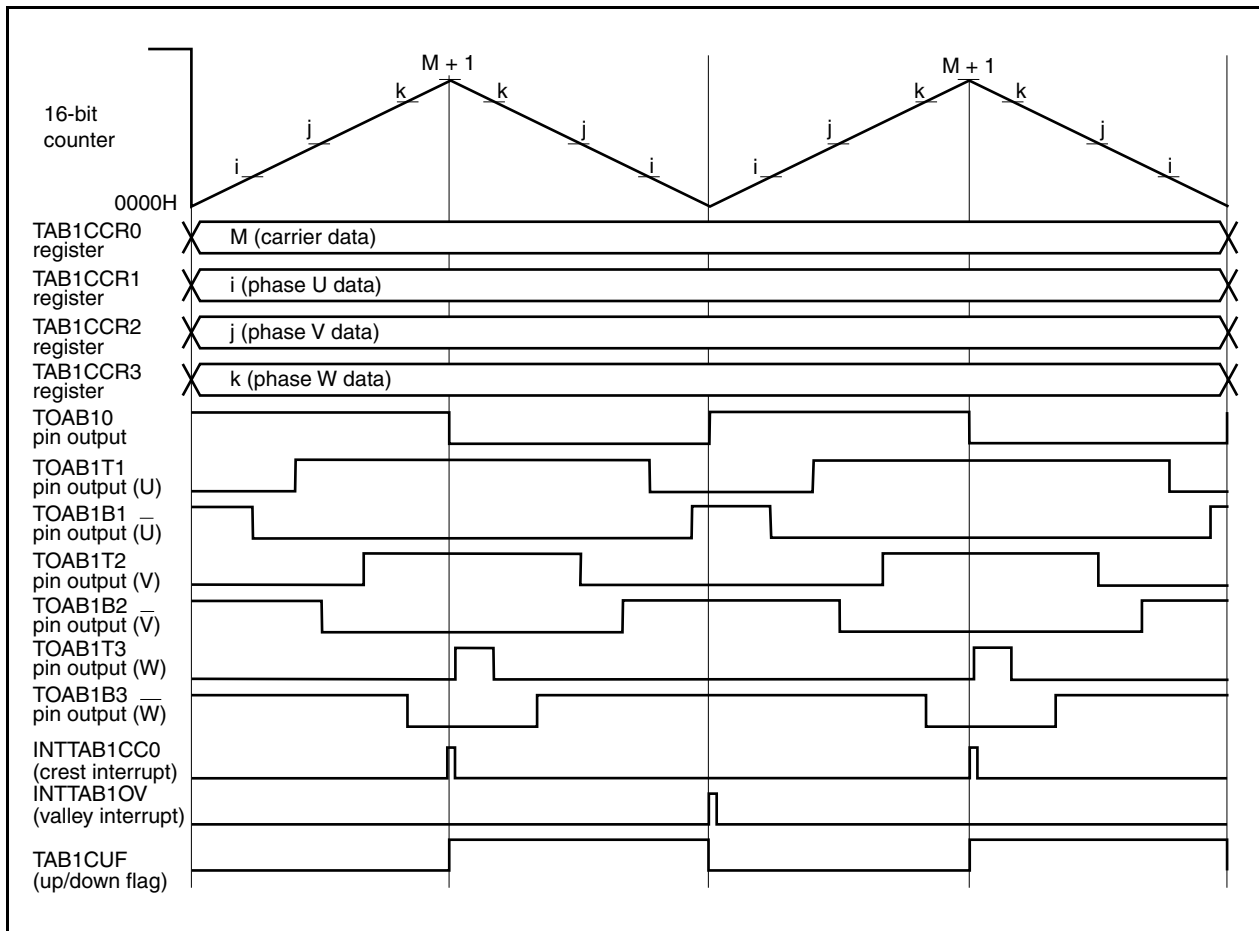 M + 1
M + 1
k
k
k
k
16-bit
counter
j
j
j
j
i
i
i
i
0000H
TAB1CCR0
register
M (carrier data)
TAB1CCR1
register
i (phase U data)
TAB1CCR2
register
j (phase V data)
TAB1CCR3
register
k (phase W data)
TOAB10
pin output
TOAB1T1
pin output (U)
TOAB1B1
pin output (U̅)
TOAB1T2
pin output (V)
TOAB1B2
pin output (V̅)
TOAB1T3
pin output (W)
TOAB1B3
pin output (W̅)
INTTAB1CC0
(crest interrupt)
INTTAB1OV
(valley interrupt)
TAB1CUF
(up/down flag)